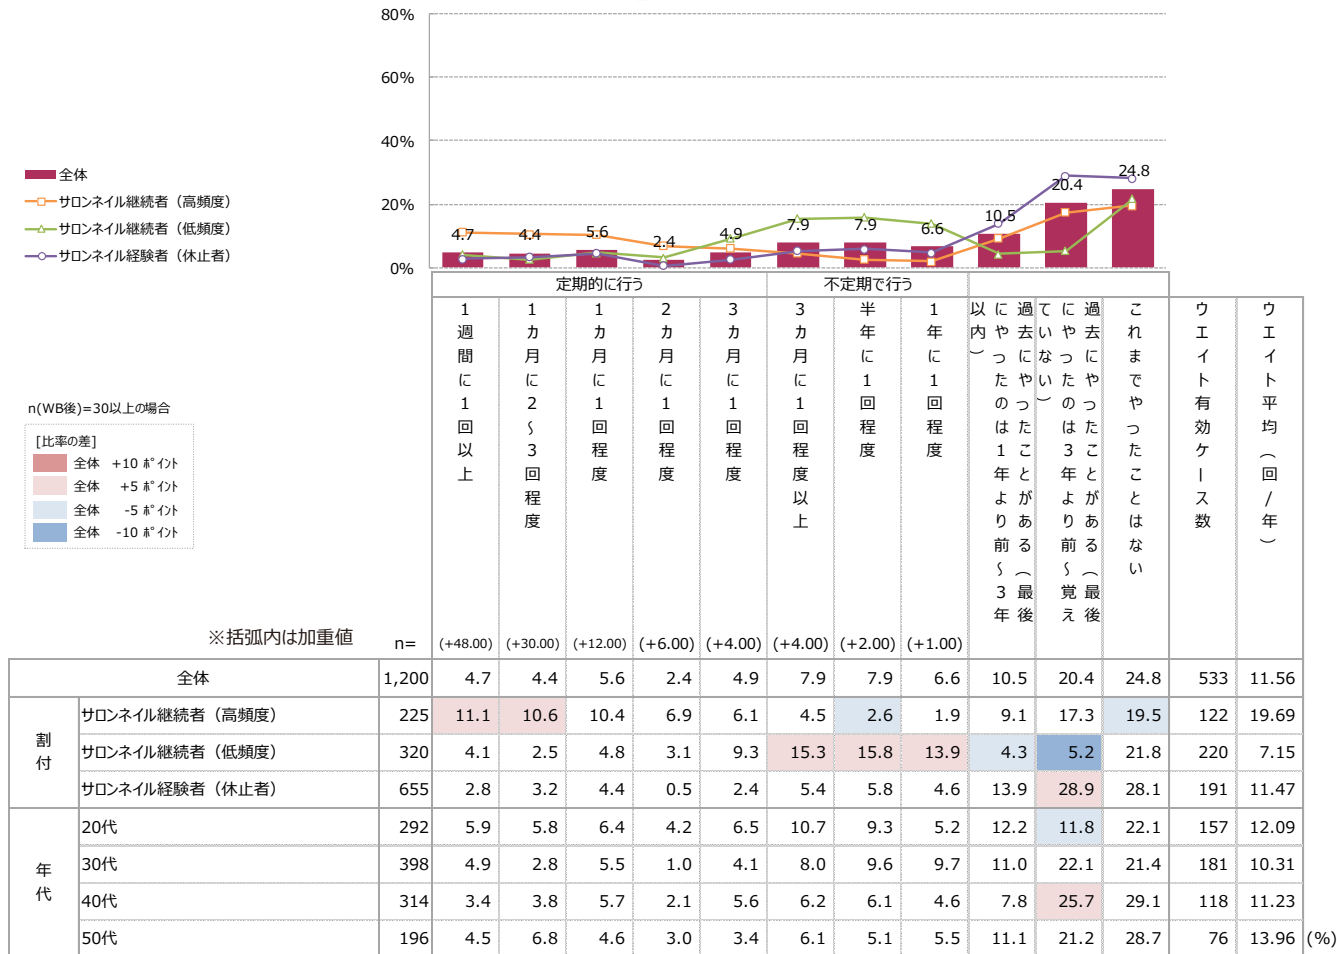 80%
60%
40%
20%
0%
全体
サロンネイル継続者（高頻度）
サロンネイル継続者（低頻度）
サロンネイル経験者（休止者）
4.7 4.4 5.6 2.4 4.9 7.9 7.9 6.6 10.5 20.4 24.8
定期的に行う 不定期で行う
1週間に1回以上
1カ月に2～3回程度
1カ月に1回程度
2カ月に1回程度
3カ月に1回程度
3カ月に1回程度以上
半年に1回程度
1年に1回程度
過去にやったことがある（最後
にやったのは1年より前～3年
以内）
過去にやったことがある（最後
にやったのは3年より前～覚え
ていない）
これまでやったことはない
ウエイト有効ケース数
ウエイト平均（回/年）
n(WB後)=30以上の場合
[比率の差]
全体 +10 ﾎﾟｲﾝﾄ
全体 +5 ﾎﾟｲﾝﾄ
全体 -5 ﾎﾟｲﾝﾄ
全体 -10 ﾎﾟｲﾝﾄ
※括弧内は加重値 n= (+48.00) (+30.00) (+12.00) (+6.00) (+4.00) (+4.00) (+2.00) (+1.00)
全体 1,200 4.7 4.4 5.6 2.4 4.9 7.9 7.9 6.6 10.5 20.4 24.8 533 11.56
割付
サロンネイル継続者（高頻度） 225 11.1 10.6 10.4 6.9 6.1 4.5 2.6 1.9 9.1 17.3 19.5 122 19.69
サロンネイル継続者（低頻度） 320 4.1 2.5 4.8 3.1 9.3 15.3 15.8 13.9 4.3 5.2 21.8 220 7.15
サロンネイル経験者（休止者） 655 2.8 3.2 4.4 0.5 2.4 5.4 5.8 4.6 13.9 28.9 28.1 191 11.47
年代
20代 292 5.9 5.8 6.4 4.2 6.5 10.7 9.3 5.2 12.2 11.8 22.1 157 12.09
30代 398 4.9 2.8 5.5 1.0 4.1 8.0 9.6 9.7 11.0 22.1 21.4 181 10.31
40代 314 3.4 3.8 5.7 2.1 5.6 6.2 6.1 4.6 7.8 25.7 29.1 118 11.23
50代 196 4.5 6.8 4.6 3.0 3.4 6.1 5.1 5.5 11.1 21.2 28.7 76 13.96 (%)